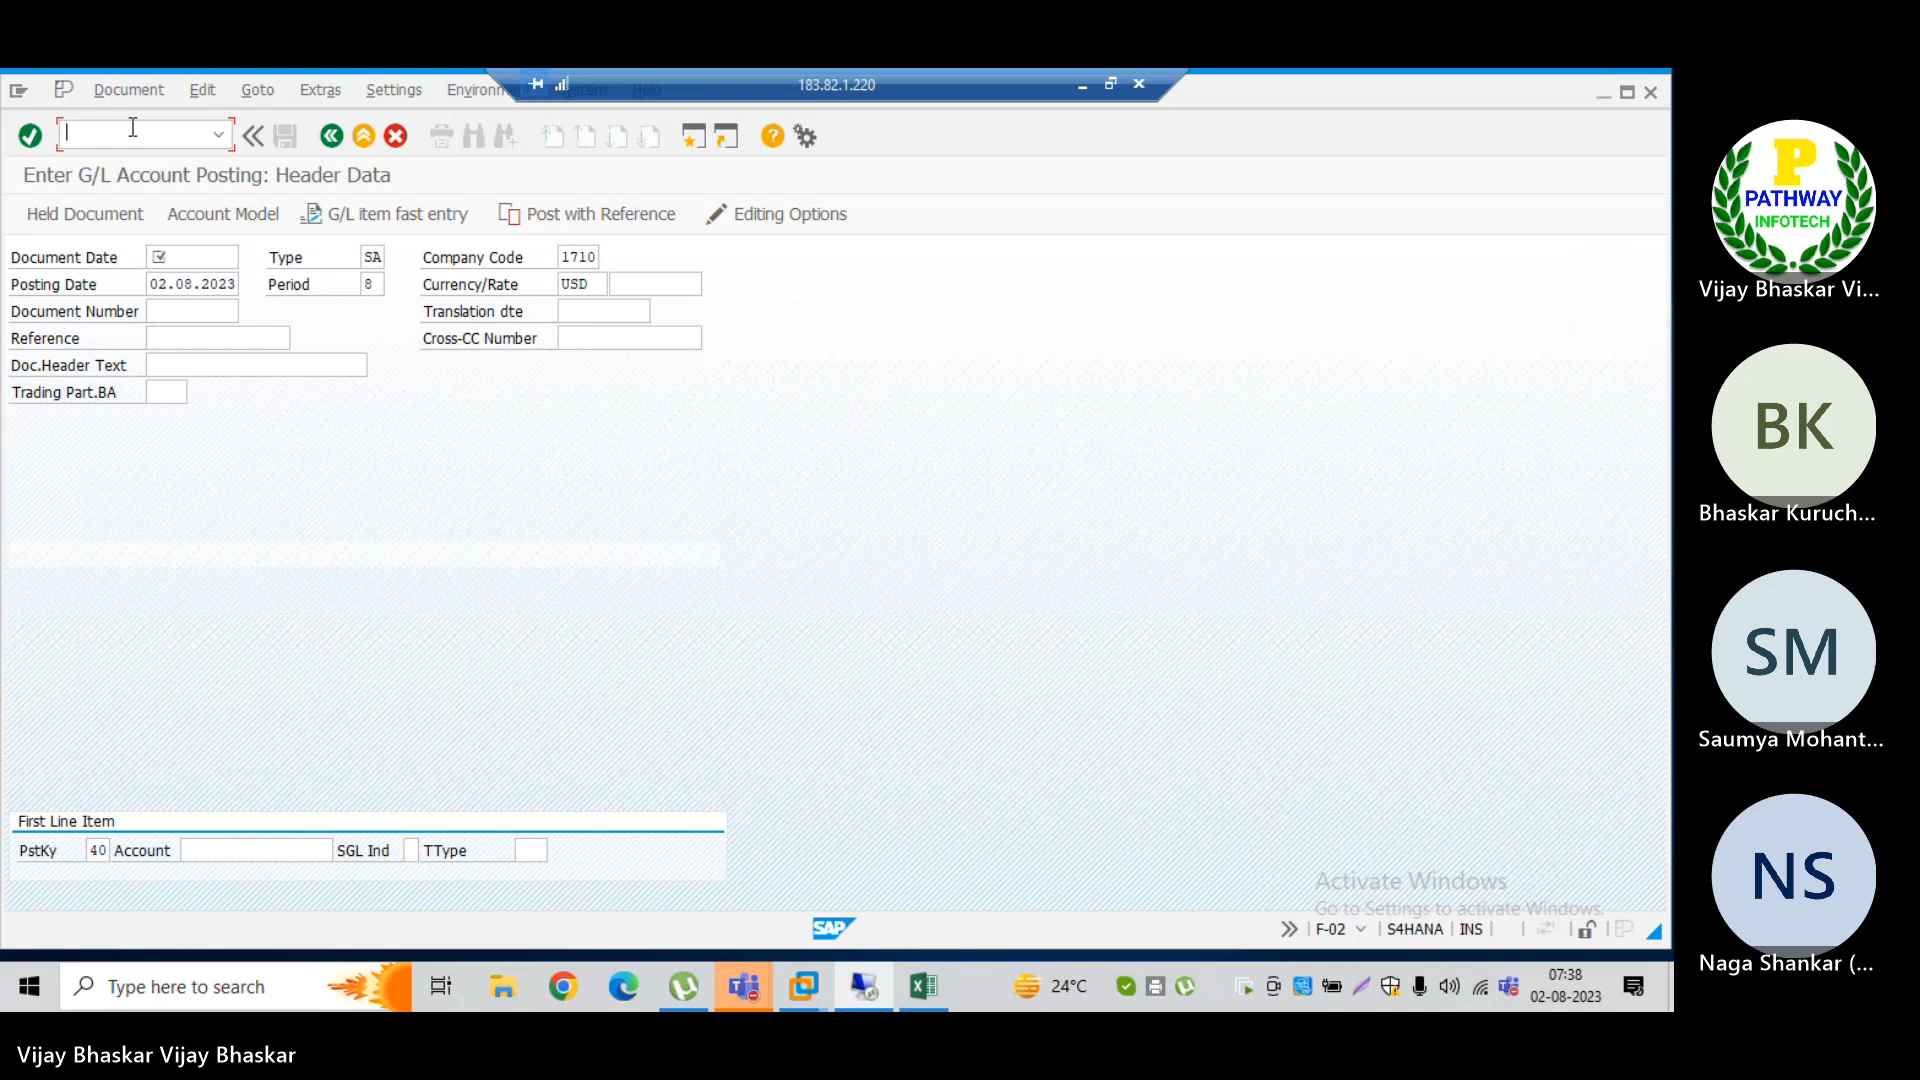 Document Edit Goto Extras Settings Environm
183.82.1.220
Enter G/L Account Posting: Header Data
Held Document Account Model G/L item fast entry Post with Reference Editing Options
Document Date Type SA Company Code 1710
Posting Date 02.08.2023 Period 8 Currency/Rate USD
Document Number Translation dte
Reference Cross-CC Number
Doc.Header Text
Trading Part.BA
First Line Item
PstKy 40 Account SGL Ind TType
Activate Windows
Go to Settings to activate Windows.
SAP
F-02 S4HANA INS
Type here to search
24°C
07:38
02-08-2023
P
PATHWAY
INFOTECH
Vijay Bhaskar Vi...
BK
Bhaskar Kuruch...
SM
Saumya Mohant...
NS
Naga Shankar (...
Vijay Bhaskar Vijay Bhaskar